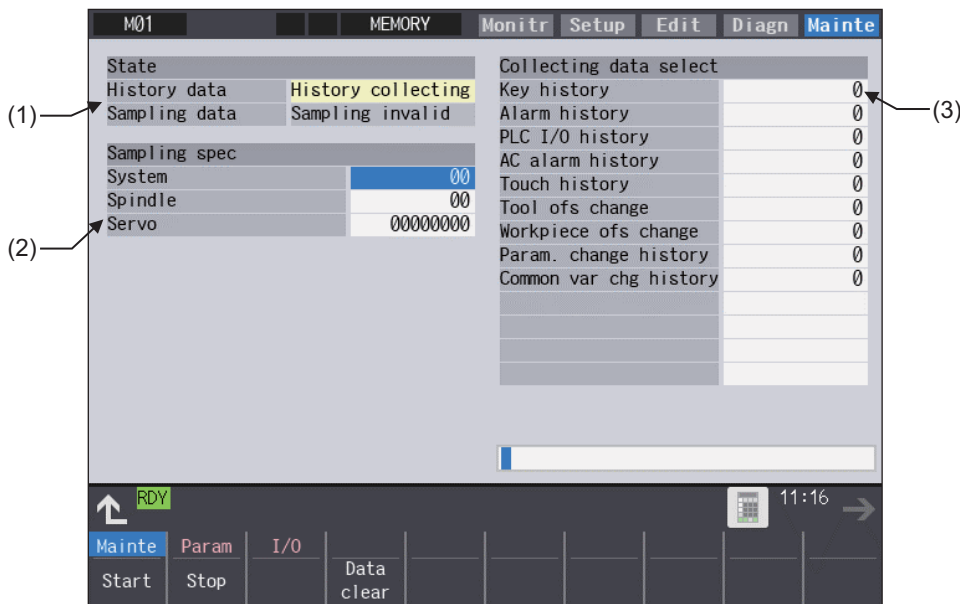 M01 MEMORY Monitr Setup Edit Diagn Mainte
State
History data History collecting
Sampling data Sampling invalid
Sampling spec
System 00
Spindle 00
Servo 00000000
Collecting data select
Key history 0
Alarm history 0
PLC I/O history 0
AC alarm history 0
Touch history 0
Tool ofs change 0
Workpiece ofs change 0
Param. change history 0
Common var chg history 0
(1)
(2)
(3)
RDY 11:16
Mainte Param I/O
Start Stop Data clear